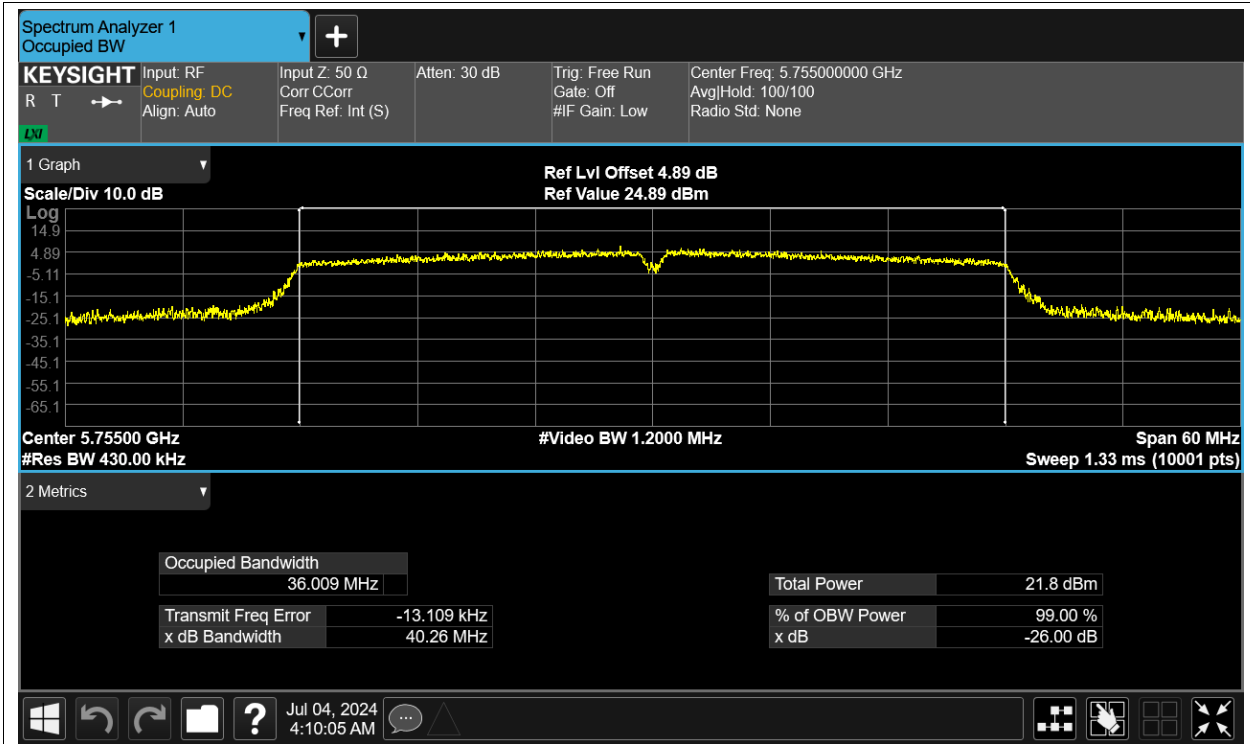 Spectrum Analyzer 1
Occupied BW
KEYSIGHT
R T
LXI
Input: RF
Coupling: DC
Align: Auto
Input Z: 50 Ω
Corr CCorr
Freq Ref: Int (S)
Atten: 30 dB
Trig: Free Run
Gate: Off
#IF Gain: Low
Center Freq: 5.755000000 GHz
Avg|Hold: 100/100
Radio Std: None
1 Graph
Scale/Div 10.0 dB
Ref Lvl Offset 4.89 dB
Ref Value 24.89 dBm
Log
14.9
4.89
-5.11
-15.1
-25.1
-35.1
-45.1
-55.1
-65.1
Center 5.75500 GHz
#Video BW 1.2000 MHz
Span 60 MHz
#Res BW 430.00 kHz
Sweep 1.33 ms (10001 pts)
2 Metrics
Occupied Bandwidth
36.009 MHz
Total Power 21.8 dBm
Transmit Freq Error -13.109 kHz
% of OBW Power 99.00 %
x dB Bandwidth 40.26 MHz
x dB -26.00 dB
?
Jul 04, 2024
4:10:05 AM